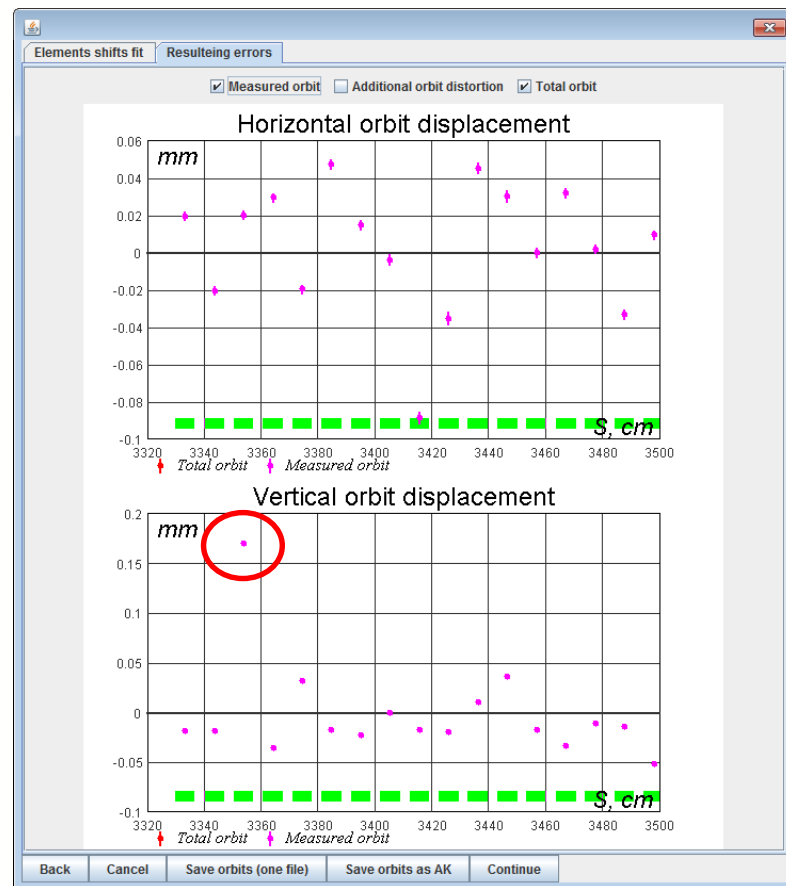 Elements shifts fit Resulteing errors
Measured orbit Additional orbit distortion Total orbit
Horizontal orbit displacement
mm
0.06
0.04
0.02
0
-0.02
-0.04
-0.06
-0.08
-0.1
S, cm
3320 3340 3360 3380 3400 3420 3440 3460 3480 3500
Total orbit Measured orbit
Vertical orbit displacement
mm
0.2
0.15
0.1
0.05
0
-0.05
-0.1
S, cm
3320 3340 3360 3380 3400 3420 3440 3460 3480 3500
Total orbit Measured orbit
Back Cancel Save orbits (one file) Save orbits as AK Continue